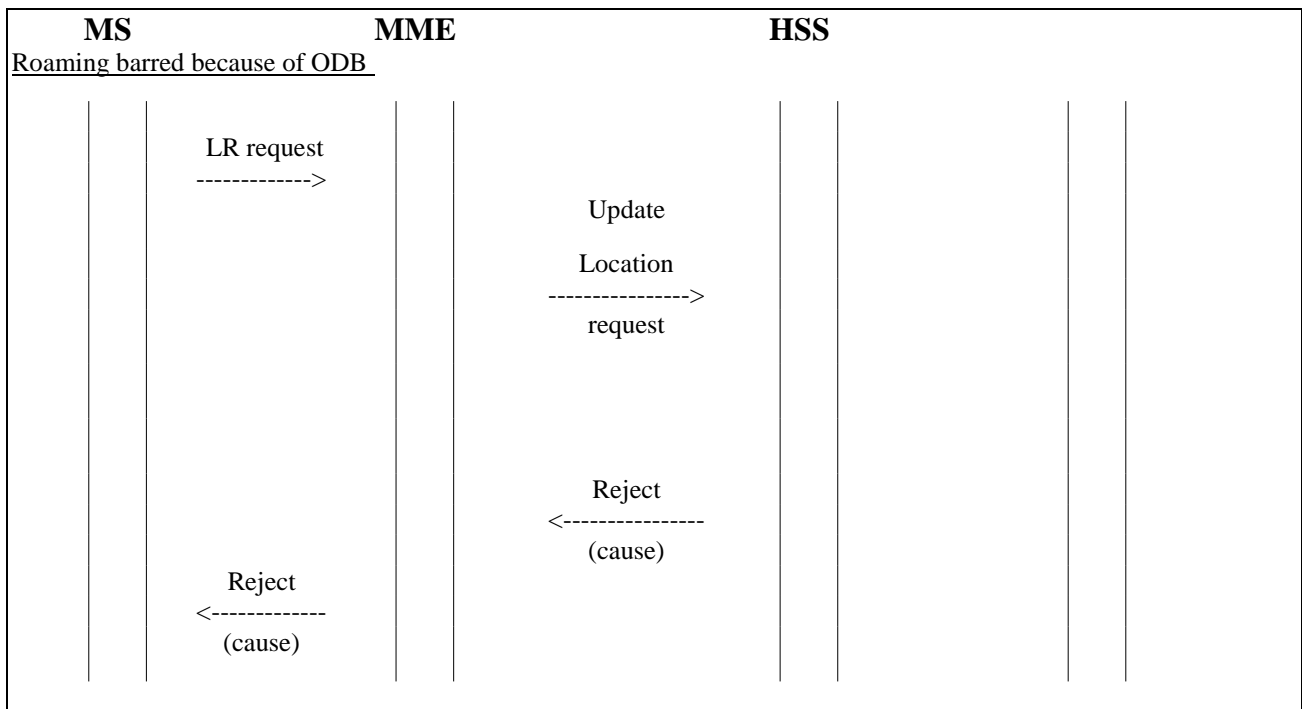 MS MME HSS
Roaming barred because of ODB
LR request
------------->
Update
Location
----------------->
request
Reject
<----------------
(cause)
Reject
<-------------
(cause)